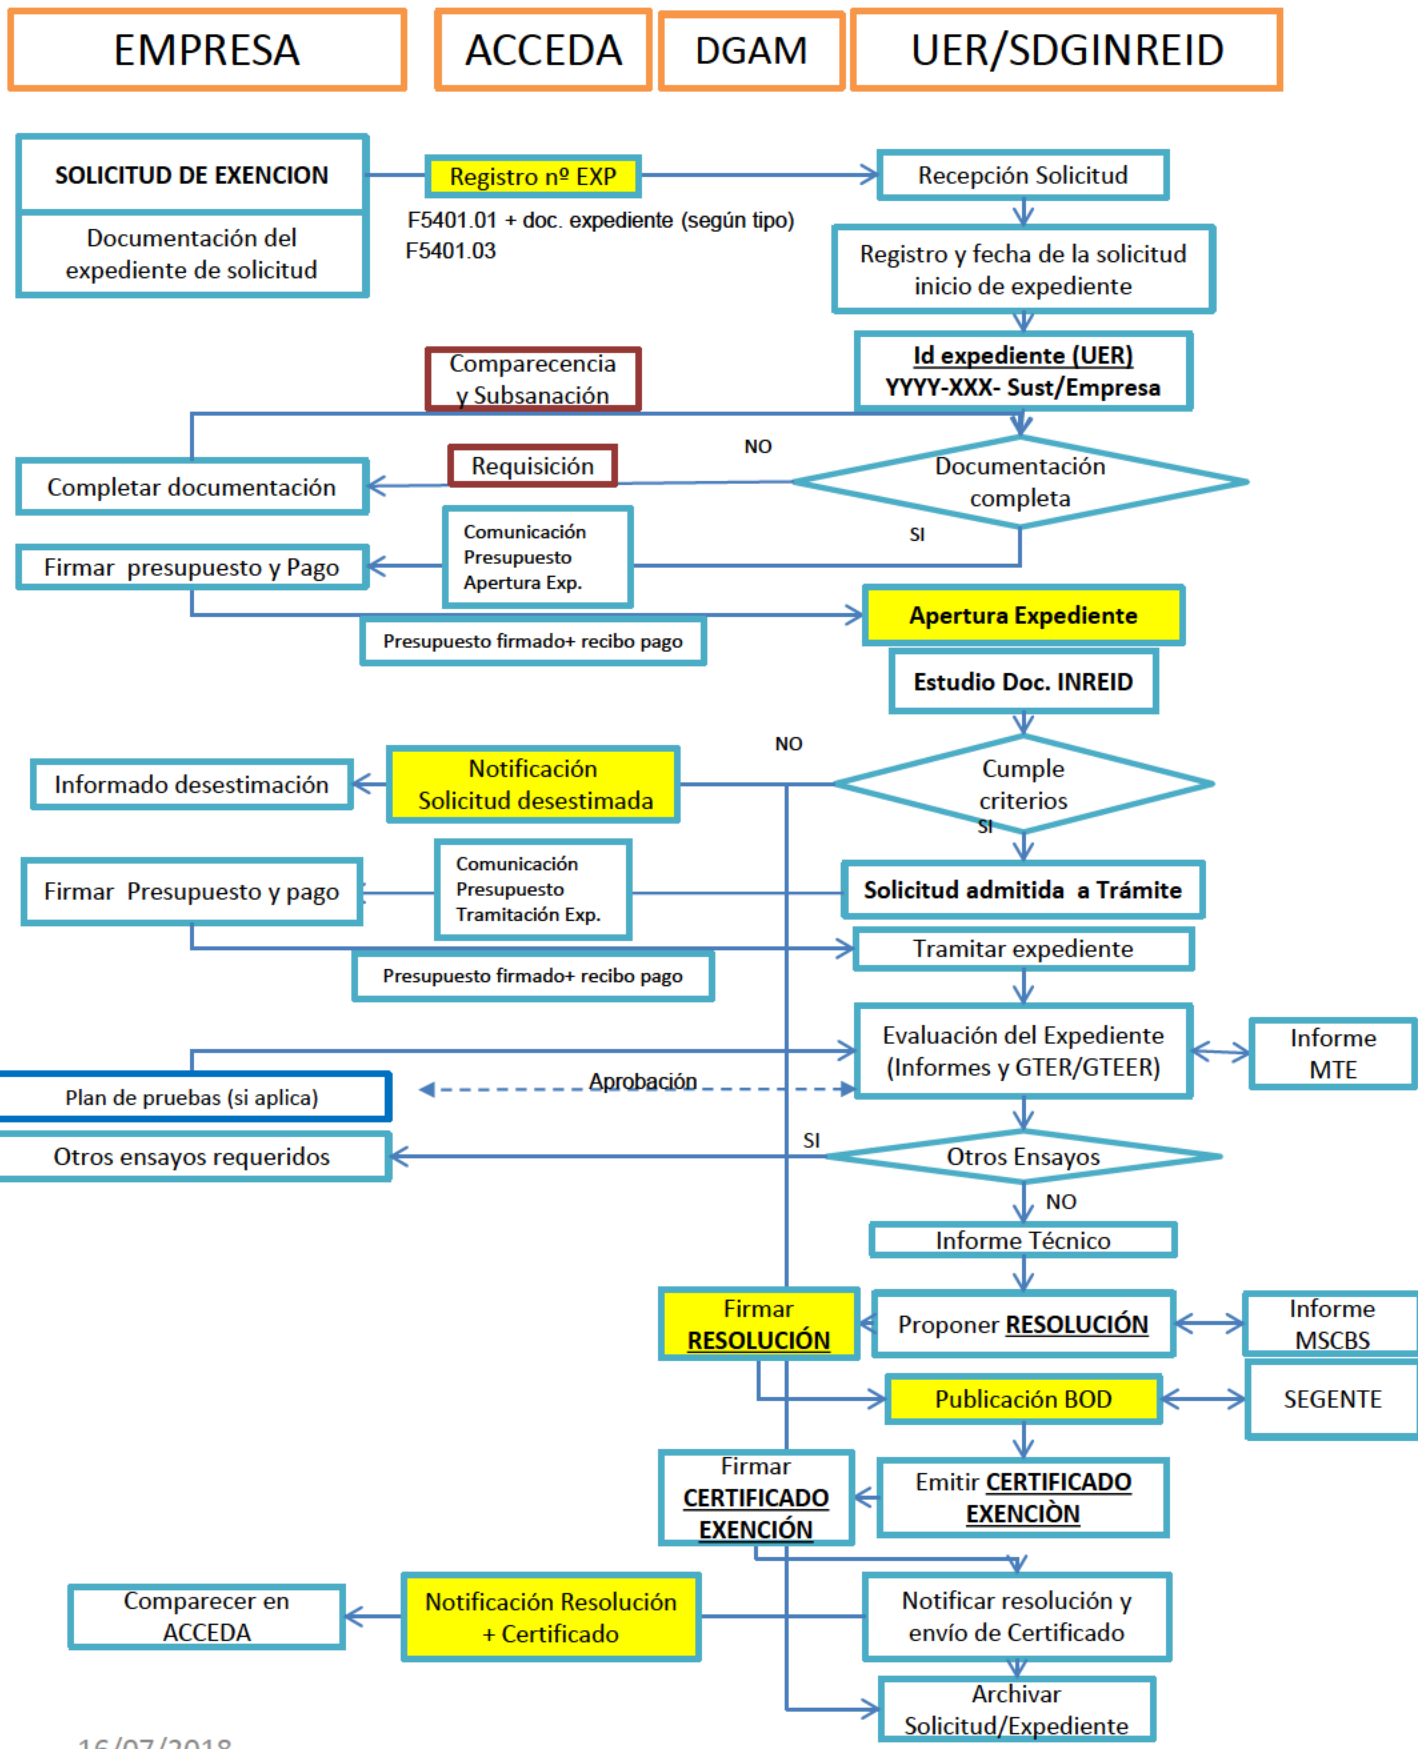 EMPRESA
ACCEDA
DGAM
UER/SDGINREID
SOLICITUD DE EXENCION
Registro nº EXP
Recepción Solicitud
F5401.01 + doc. expediente (según tipo)
F5401.03
Documentación del
expediente de solicitud
Registro y fecha de la solicitud
inicio de expediente
Id expediente (UER)
YYYY-XXX- Sust/Empresa
Comparecencia
y Subsanación
NO
Documentación
completa
Requisición
Completar documentación
SI
Comunicación
Presupuesto
Apertura Exp.
Firmar presupuesto y Pago
Apertura Expediente
Presupuesto firmado+ recibo pago
Estudio Doc. INREID
NO
Cumple
criterios
SI
Notificación
Solicitud desestimada
Informado desestimación
Solicitud admitida a Trámite
Comunicación
Presupuesto
Tramitación Exp.
Firmar Presupuesto y pago
Tramitar expediente
Presupuesto firmado+ recibo pago
Evaluación del Expediente
(Informes y GTER/GTEER)
Informe
MTE
Aprobación
Plan de pruebas (si aplica)
SI
Otros Ensayos
Otros ensayos requeridos
NO
Informe Técnico
Firmar
RESOLUCIÓN
Proponer RESOLUCIÓN
Informe
MSCBS
Publicación BOD
SEGENTE
Firmar
CERTIFICADO
EXENCIÓN
Emitir CERTIFICADO
EXENCIÒN
Comparecer en
ACCEDA
Notificación Resolución
+ Certificado
Notificar resolución y
envío de Certificado
Archivar
Solicitud/Expediente
16/07/2018